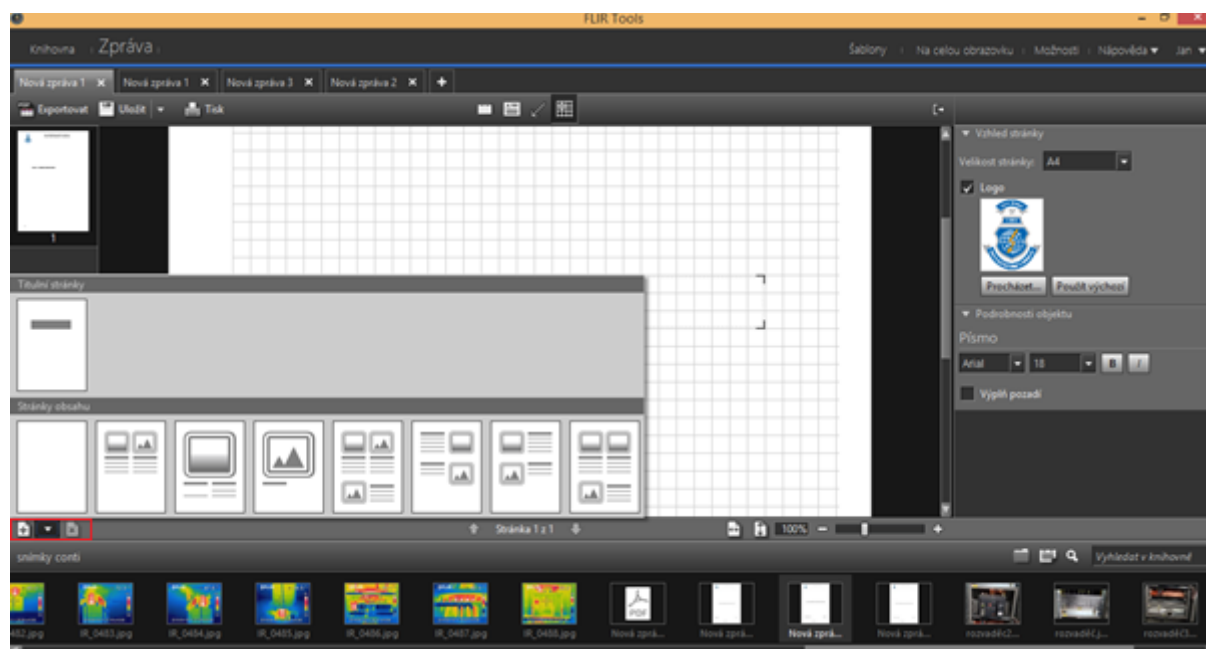 FLIR Tools
Knihovna Zpráva Šablony Na celou obrazovku Možnosti Nápověda Jan
Nová zpráva 1 Nová zpráva 1 Nová zpráva 3 Nová zpráva 2
Exportovat Uložit Tisk
Vzhled stránky
Velikost stránky: A4
Logo
1
Procházet... Použít výchozí
Titulní stránky
Podrobnosti objektu
Písmo
Arial 18 B I
Výplň pozadí
Stránky obsahu
Stránka 1 z 1 100%
snímky conti Vyhledat v knihovně
PDF
482.jpg IR_0483.jpg IR_0484.jpg IR_0485.jpg IR_0486.jpg IR_0487.jpg IR_0488.jpg Nová zprá... Nová zprá... Nová zprá... Nová zprá... rozvaděč2... rozvaděč.j... rozvaděč3...